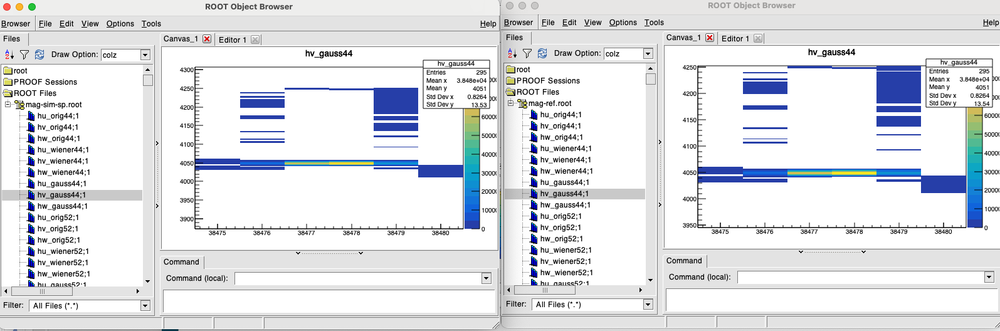 ROOT Object Browser
Browser File Edit View Options Tools Help
Files
Canvas_1 Editor 1
Draw Option: colz
root
PROOF Sessions
ROOT Files
mag-sim-sp.root
hu_orig44;1
hv_orig44;1
hw_orig44;1
hu_wiener44;1
hv_wiener44;1
hw_wiener44;1
hu_gauss44;1
hv_gauss44;1
hw_gauss44;1
hu_orig52;1
hv_orig52;1
hw_orig52;1
hu_wiener52;1
hv_wiener52;1
hw_wiener52;1
hu_gauss52;1
Filter: All Files (*.*)
hv_gauss44
hv_gauss44
Entries 295
Mean x 3.848e+04
Mean y 4051
Std Dev x 0.8264
Std Dev y 13.53
4300
4250
4200
4150
4100
4050
4000
3950
3900
38475 38476 38477 38478 38479 38480
60000
50000
40000
30000
20000
10000
0
Command
Command (local):
ROOT Object Browser
Browser File Edit View Options Tools Help
Files
Canvas_1 Editor 1
Draw Option: colz
root
PROOF Sessions
ROOT Files
mag-ref.root
hu_orig44;1
hv_orig44;1
hw_orig44;1
hu_wiener44;1
hv_wiener44;1
hw_wiener44;1
hu_gauss44;1
hv_gauss44;1
hw_gauss44;1
hu_orig52;1
hv_orig52;1
hw_orig52;1
hu_wiener52;1
hv_wiener52;1
hw_wiener52;1
hu_gauss52;1
Filter: All Files (*.*)
hv_gauss44
hv_gauss44
Entries 295
Mean x 3.848e+04
Mean y 4051
Std Dev x 0.8264
Std Dev y 13.54
4250
4200
4150
4100
4050
4000
3950
38475 38476 38477 38478 38479 38480
60000
50000
40000
30000
20000
10000
0
Command
Command (local):